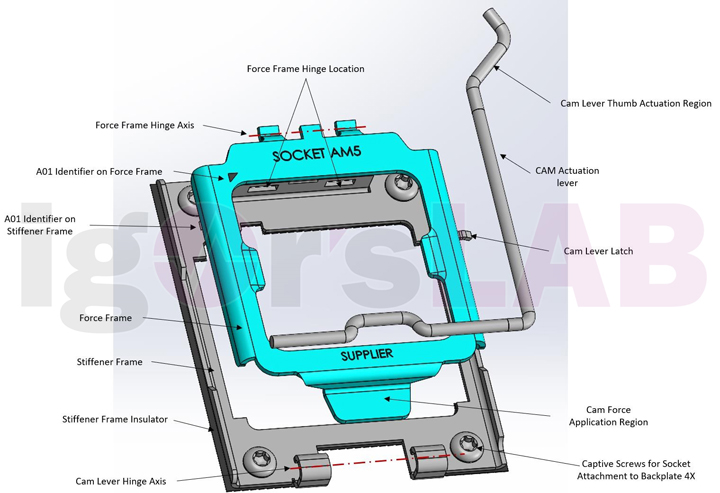 Force Frame Hinge Location
Cam Lever Thumb Actuation Region
Force Frame Hinge Axis
SOCKET AM5
A01 Identifier on Force Frame
CAM Actuation
lever
A01 Identifier on
Stiffener Frame
Igor'sLAB
Cam Lever Latch
Force Frame
SUPPLIER
Stiffener Frame
Cam Force
Application Region
Stiffener Frame Insulator
Captive Screws for Socket
Attachment to Backplate 4X
Cam Lever Hinge Axis